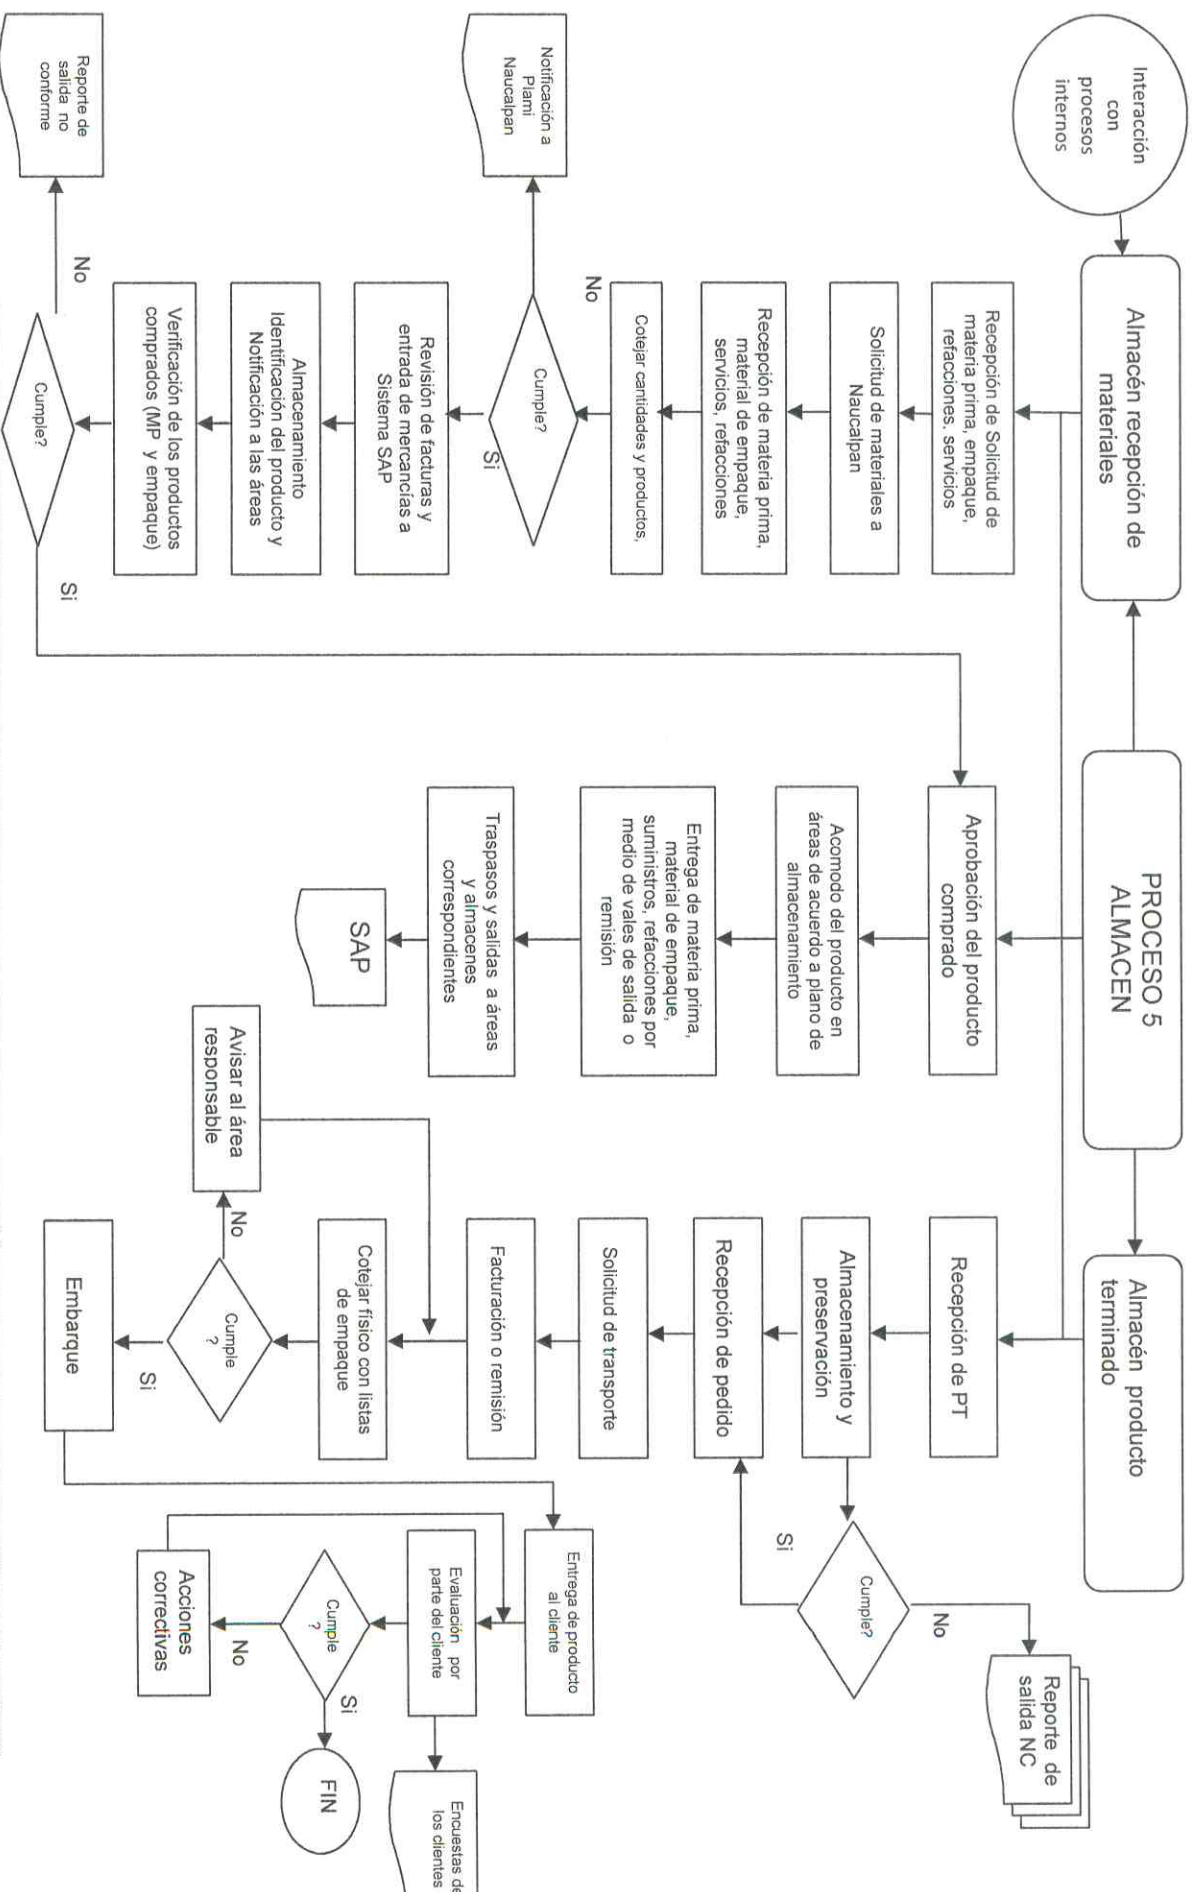 Interacción
con
procesos
internos
Almacén recepción de
materiales
PROCESO 5
ALMACEN
Almacén producto
terminado
Recepción de Solicitud de
materia prima, empaque,
refacciones, servicios
Solicitud de materiales a
Naucalpan
Recepción de materia prima,
material de empaque,
servicios, refacciones
Cotejar cantidades y productos,
No
Cumple?
Notificación a
Plami
Naucalpan
Si
Revisión de facturas y
entrada de mercancías a
Sistema SAP
Almacenamiento
Identificación del producto y
Notificación a las áreas
Verificación de los productos
comprados (MP y empaque)
No
Cumple?
Si
Reporte de
salida no
conforme
Aprobación del producto
comprado
Acomodo del producto en
áreas de acuerdo a plano de
almacenamiento
Entrega de materia prima,
material de empaque,
suministros, refacciones por
medio de vales de salida o
remisión
Traspasos y salidas a áreas
y almacenes
correspondientes
SAP
Recepción de PT
Almacenamiento y
preservación
Cumple?
No
Reporte de
salida NC
Si
Recepción de pedido
Solicitud de transporte
Facturación o remisión
Cotejar físico con listas
de empaque
Cumple
?
No
Avisar al área
responsable
Si
Embarque
Entrega de producto
al cliente
Evaluación por
parte del cliente
Encuestas de
los clientes
Cumple
?
No
Acciones
correctivas
Si
FIN